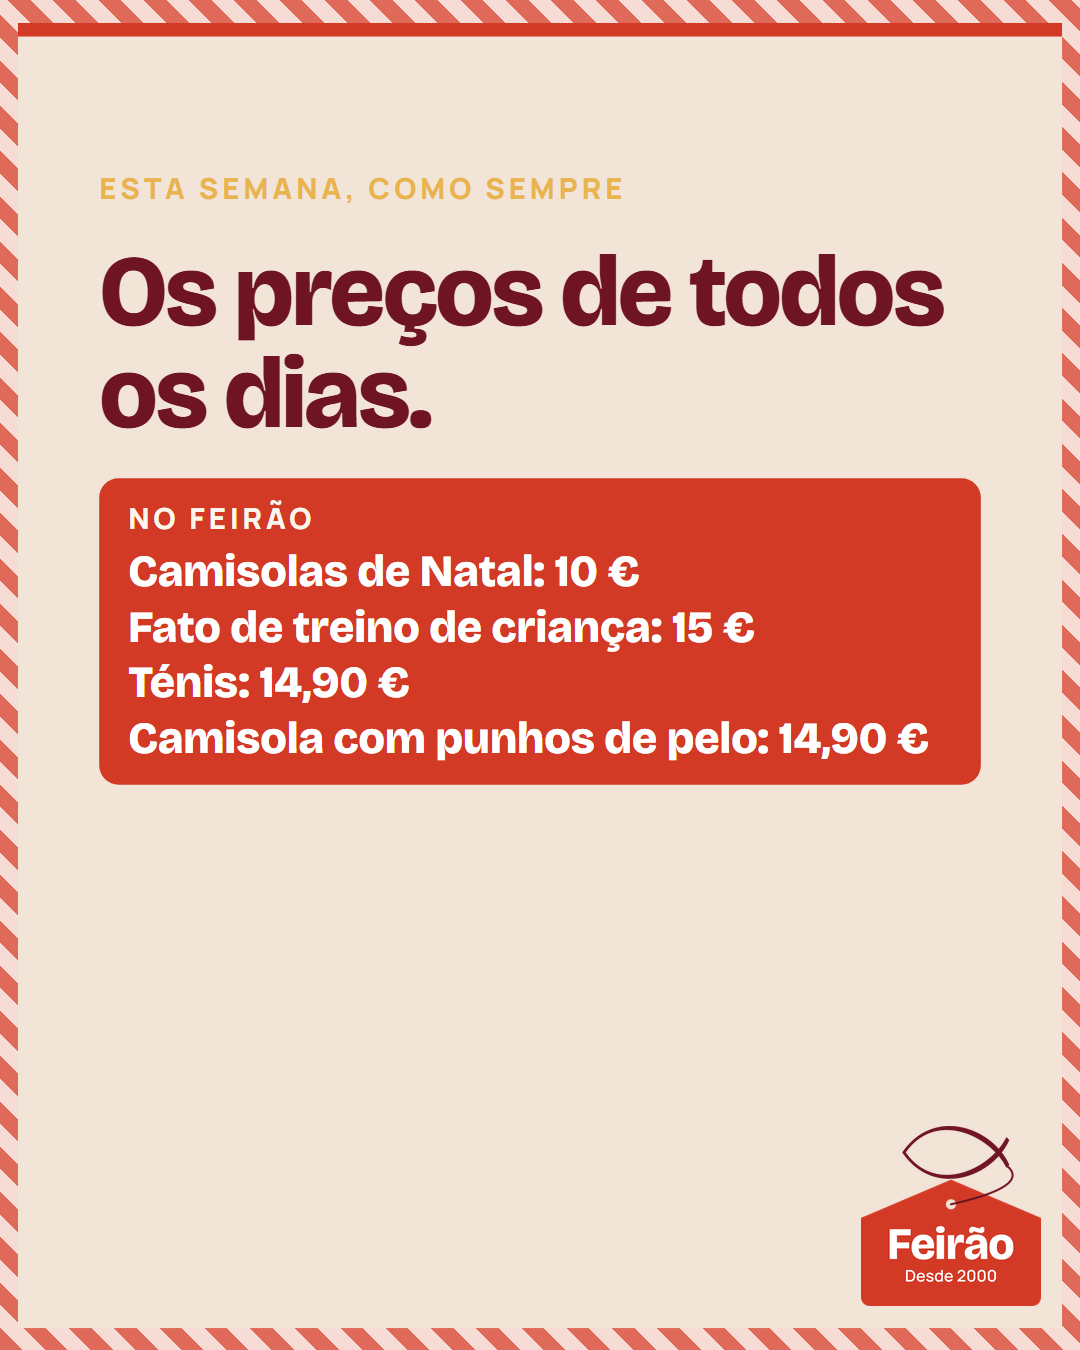 ESTA SEMANA, COMO SEMPRE
Os preços de todos
os dias.
NO FEIRÃO
Camisolas de Natal: 10 €
Fato de treino de criança: 15 €
Ténis: 14,90 €
Camisola com punhos de pelo: 14,90 €
Feirão
Desde 2000